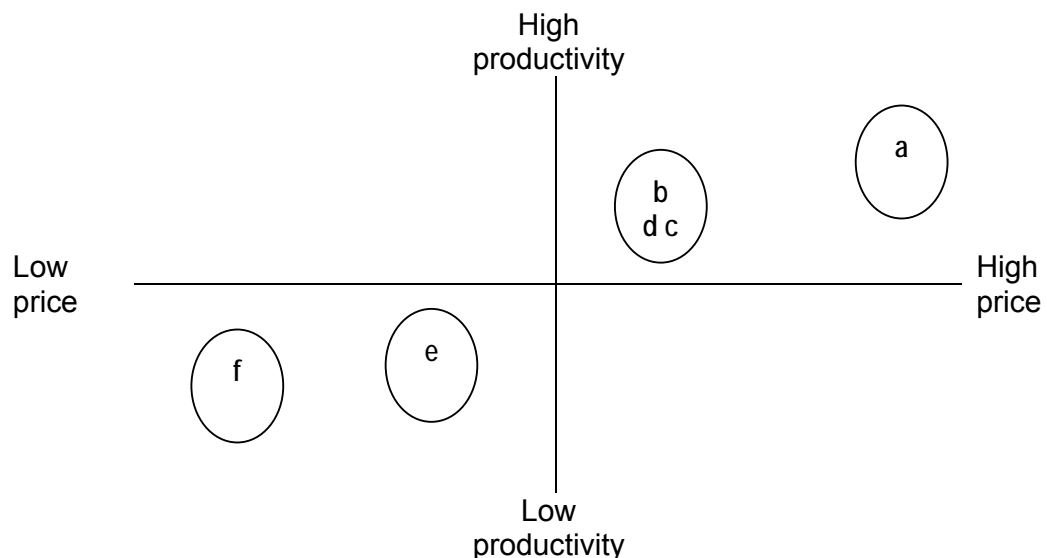 High
productivity
a
b
d c
Low
price
High
price
e
f
Low
productivity